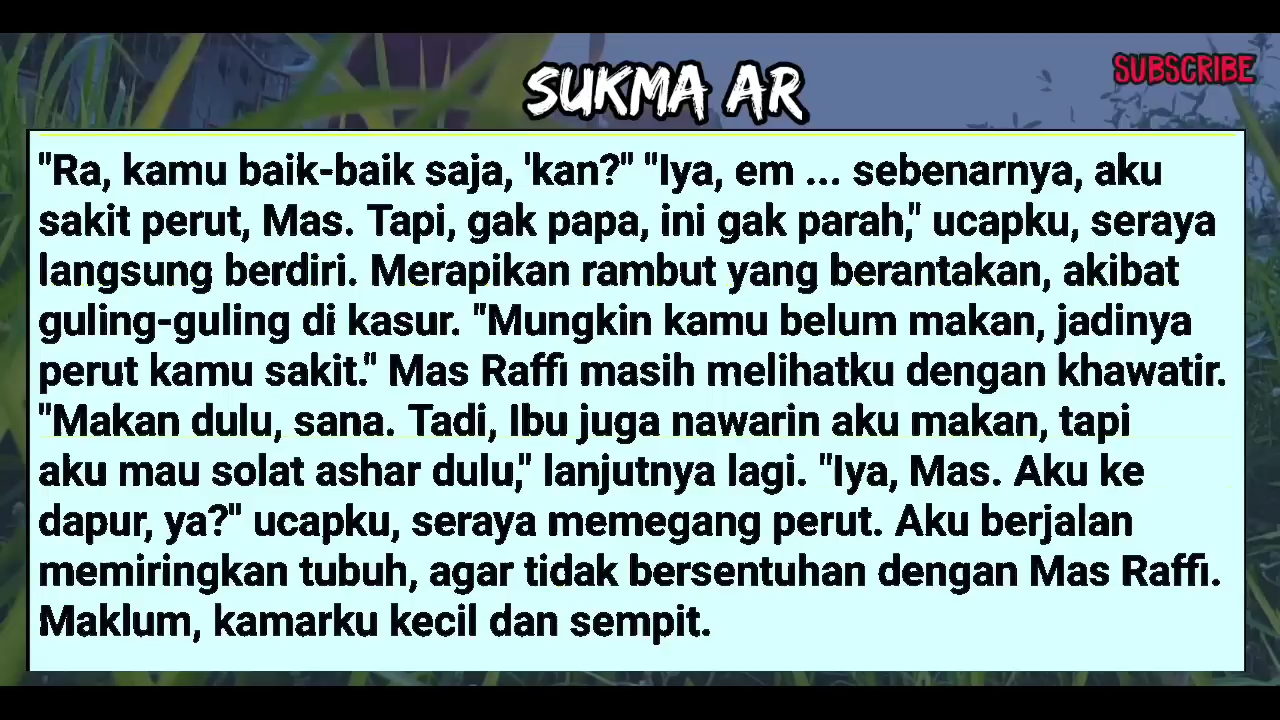 SUKMA AR
SUBSCRIBE
"Ra, kamu baik-baik saja, 'kan?" "Iya, em ... sebenarnya, aku
sakit perut, Mas. Tapi, gak papa, ini gak parah," ucapku, seraya
langsung berdiri. Merapikan rambut yang berantakan, akibat
guling-guling di kasur. "Mungkin kamu belum makan, jadinya
perut kamu sakit." Mas Raffi masih melihatku dengan khawatir.
"Makan dulu, sana. Tadi, Ibu juga nawarin aku makan, tapi
aku mau solat ashar dulu," lanjutnya lagi. "Iya, Mas. Aku ke
dapur, ya?" ucapku, seraya memegang perut. Aku berjalan
memiringkan tubuh, agar tidak bersentuhan dengan Mas Raffi.
Maklum, kamarku kecil dan sempit.